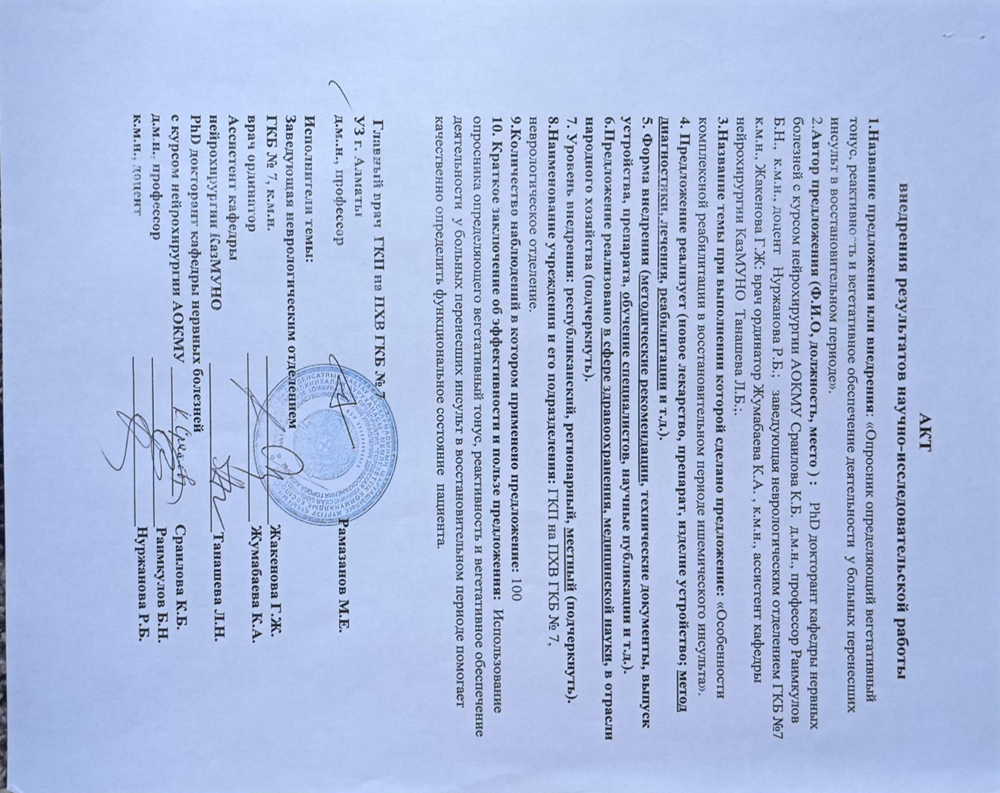 АКТ
внедрения результатов научно-исследовательской работы
1.Название предложения или внедрения: «Опросник определяющий вегетативный
тонус, реактивность и вегетативное обеспечение деятельности у больных перенесших
инсульт в восстановительном периоде».
2.Автор предложения (Ф.И.О, должность, место ) : PhD докторант кафедры нервных
болезней с курсом нейрохирургии АОКМУ Сраилова К.Б. д.м.н., профессор Раимкулов
Б.Н., к.м.н., доцент Нуржанова Р.Б.; заведующая неврологическим отделением ГКБ №7
к.м.н., Жакенова Г.Ж: врач ординатор Жумабаева К.А. , к.м.н., ассистент кафедры
нейрохирургии КазМУНО Танашева Л.Б.;.
3.Название темы при выполнении которой сделано предложение: «Особенности
комплексной реабилитации в восстановительном периоде ишемического инсульта».
4. Предложение реализует (новое лекарство, препарат, изделие устройство; метод
диагностики, лечения, реабилитации и т.д.).
5. Форма внедрения (методические рекомендации, технические документы, выпуск
устройства, препарата, обучение специалистов, научные публикации и т.д.).
6.Предложение реализовано в сфере здравоохранения, медицинской науки, в отрасли
народного хозяйства (подчеркнуть).
7. Уровень внедрения: республиканский, регионарный, местный (подчеркнуть).
8.Наименование учреждения и его подразделения: ГКП на ПХВ ГКБ № 7,
неврологическое отделение.
9.Количество наблюдений в котором применено предложение: 100
10. Краткое заключение об эффективности и пользе предложения: Использование
опросника определяющего вегетативный тонус, реактивность и вегетативное обеспечение
деятельности у больных перенесших инсульт в восстановительном периоде помогает
качественно определить функциональное состояние пациента.
Главный врач ГКП на ПХВ ГКБ № 7
УЗ г. Алматы
д.м..н., профессор Рамазанов М.Е.
Исполнители темы:
Заведующая неврологическим отделением
ГКБ № 7, к.м.н. Жакенова Г.Ж.
врач ординатор Жумабаева К.А.
Ассистент кафедры
нейрохирургии КазМУНО Танашева Л.Н.
PhD докторант кафедры нервных болезней
с курсом нейрохирургии АОКМУ Сраилова К.Б.
д.м.н., профессор Раимкулов Б.Н.
к.м.н., доцент Нуржанова Р.Б.